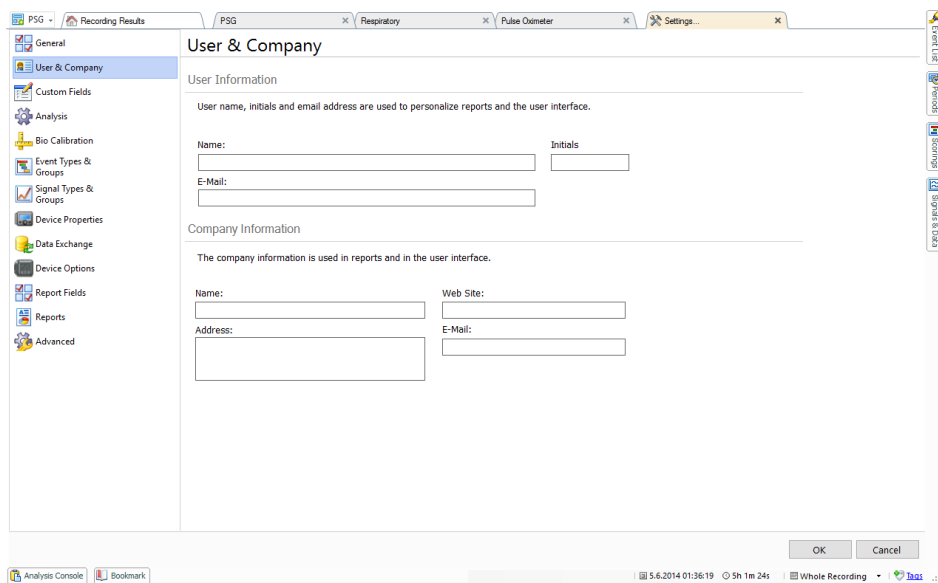 PSG
Recording Results
PSG
Respiratory
Pulse Oximeter
Settings...
General
User & Company
Custom Fields
Analysis
Bio Calibration
Event Types &
Groups
Signal Types &
Groups
Device Properties
Data Exchange
Device Options
Report Fields
Reports
Advanced
User & Company
User Information
User name, initials and email address are used to personalize reports and the user interface.
Name:
Initials
E-Mail:
Company Information
The company information is used in reports and in the user interface.
Name:
Web Site:
Address:
E-Mail:
OK
Cancel
Event List
Periods
Scorings
Signals & Data
Analysis Console
Bookmark
5.6.2014 01:36:19
5h 1m 24s
Whole Recording
Tags